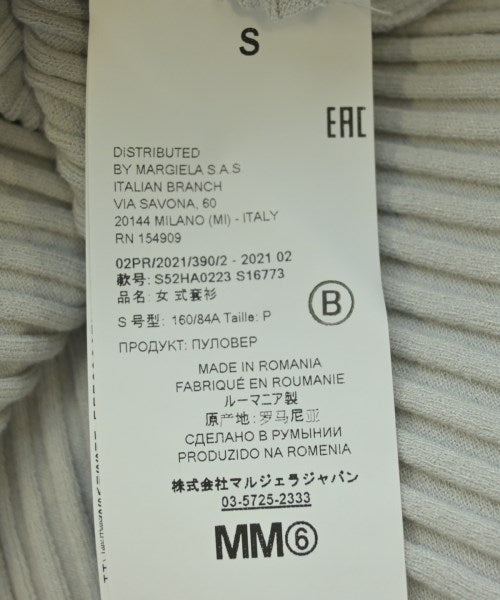 S
EAC
DISTRIBUTED
BY MARGIELA S.A.S
ITALIAN BRANCH
VIA SAVONA, 60
20144 MILANO (MI) - ITALY
RN 154909
02PR/2021/390/2 - 2021 02
款号: S52HA0223 S16773
品名: 女式套衫
B
S 号型: 160/84A Taille: P
ПРОДУКТ: ПУЛОВЕР
MADE IN ROMANIA
FABRIQUÉ EN ROUMANIE
ルーマニア製
原产地: 罗马尼亚
СДЕЛАНО В РУМЫНИИ
PRODUZIDO NA ROMENIA
株式会社マルジェラジャパン
03-5725-2333
MM⑥